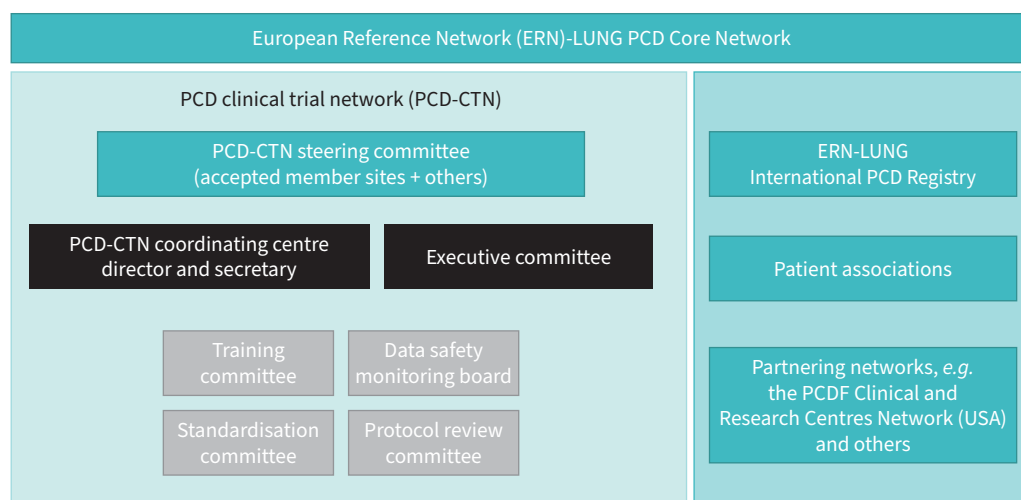 European Reference Network (ERN)-LUNG PCD Core Network
PCD clinical trial network (PCD-CTN)
PCD-CTN steering committee
(accepted member sites + others)
PCD-CTN coordinating centre
director and secretary
Executive committee
Training
committee
Data safety
monitoring board
Standardisation
committee
Protocol review
committee
ERN-LUNG
International PCD Registry
Patient associations
Partnering networks, e.g.
the PCDF Clinical and
Research Centres Network (USA)
and others